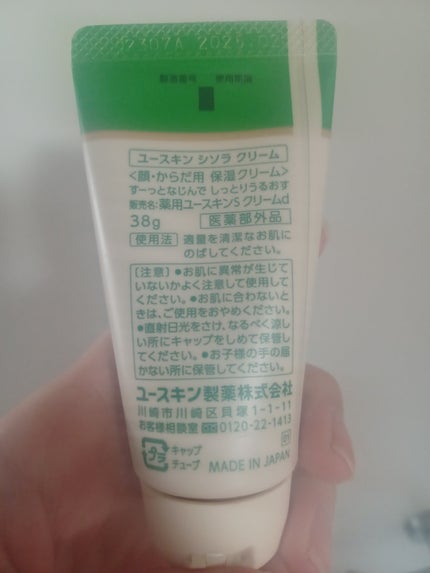 2307A
製造番号 使用期限
ユースキン シソラ クリーム
<顔・からだ用 保湿クリーム>
すーっとなじんで しっとりうるおす
販売名:薬用ユースキンS クリームd
38g 医薬部外品
使用法 適量を清潔なお肌に
のばしてください。
[注意] ●お肌に異常が生じて
いないかよく注意して使用して
ください。●お肌に合わないと
きは、ご使用をおやめください。
●直射日光をさけ、なるべく涼し
い所にキャップをしめて保管し
てください。●お子様の手の届
かない所に保管してください。
ユースキン製薬株式会社
川崎市川崎区貝塚1-1-11
お客様相談室 0120-22-1413
プラ キャップ
チューブ
MADE IN JAPAN
01